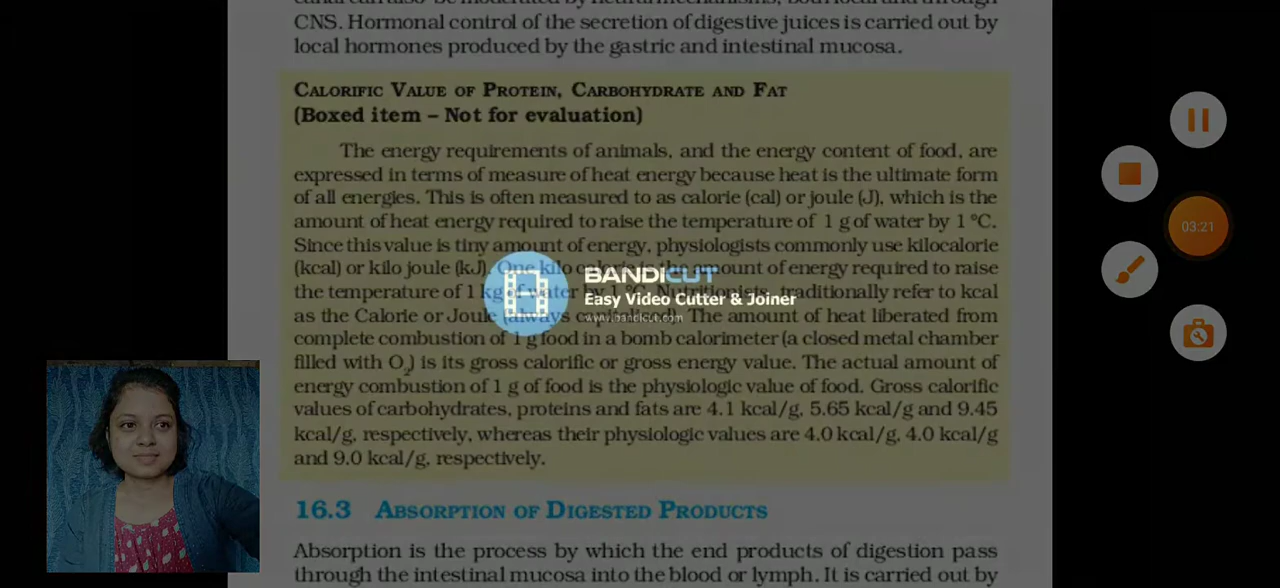 CNS. Hormonal control of the secretion of digestive juices is carried out by
local hormones produced by the gastric and intestinal mucosa.
CALORIFIC VALUE OF PROTEIN, CARBOHYDRATE AND FAT
(Boxed item – Not for evaluation)
The energy requirements of animals, and the energy content of food, are
expressed in terms of measure of heat energy because heat is the ultimate form
of all energies. This is often measured to as calorie (cal) or joule (J), which is the
amount of heat energy required to raise the temperature of 1 g of water by 1 °C.
Since this value is tiny amount of energy, physiologists commonly use kilocalorie
(kcal) or kilo joule (kJ). One kilo calorie is the amount of energy required to raise
the temperature of 1 kg of water by 1 °C. Nutritionists, traditionally refer to kcal
as the Calorie or Joule (always capitalised). The amount of heat liberated from
complete combustion of 1 g food in a bomb calorimeter (a closed metal chamber
filled with O2) is its gross calorific or gross energy value. The actual amount of
energy combustion of 1 g of food is the physiologic value of food. Gross calorific
values of carbohydrates, proteins and fats are 4.1 kcal/g, 5.65 kcal/g and 9.45
kcal/g, respectively, whereas their physiologic values are 4.0 kcal/g, 4.0 kcal/g
and 9.0 kcal/g, respectively.
16.3 ABSORPTION OF DIGESTED PRODUCTS
Absorption is the process by which the end products of digestion pass
through the intestinal mucosa into the blood or lymph. It is carried out by
BANDICUT
Easy Video Cutter & Joiner
www.bandicut.com
03:21